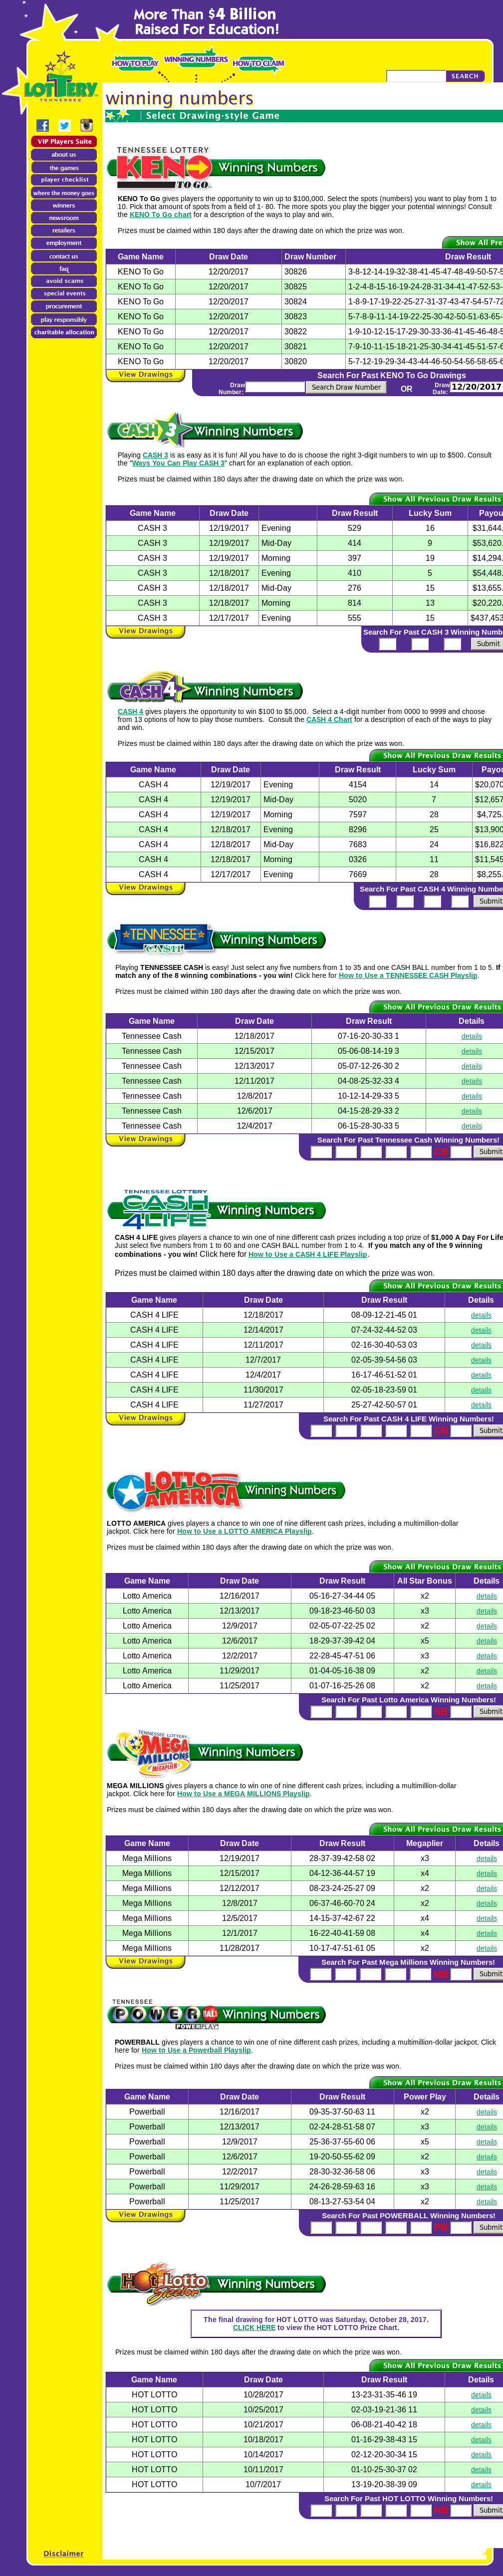 More Than $4 Billion
Raised For Education!
HOW TO PLAY WINNING NUMBERS HOW TO CLAIM
LOTTERY
TENNESSEE
SEARCH
winning numbers
Select Drawing-style Game
VIP Players Suite
about us
the games
player checklist
where the money goes
winners
newsroom
retailers
employment
contact us
faq
avoid scams
special events
procurement
play responsibly
charitable allocation
TENNESSEE LOTTERY
KENO TO GO Winning Numbers
KENO To Go gives players the opportunity to win up to $100,000. Select the spots (numbers) you want to play from 1 to
10. Pick that amount of spots from a field of 1- 80. The more spots you play the bigger your potential winnings! Consult
the KENO To Go chart for a description of the ways to play and win.
Prizes must be claimed within 180 days after the drawing date on which the prize was won.
Show All Pre
Game Name Draw Date Draw Number Draw Result
KENO To Go 12/20/2017 30826 3-8-12-14-19-32-38-41-45-47-48-49-50-57-5
KENO To Go 12/20/2017 30825 1-2-4-8-15-16-19-24-28-31-34-41-47-52-53-
KENO To Go 12/20/2017 30824 1-8-9-17-19-22-25-27-31-37-43-47-54-57-72
KENO To Go 12/20/2017 30823 5-7-8-9-11-14-19-22-25-30-42-50-51-63-65-
KENO To Go 12/20/2017 30822 1-9-10-12-15-17-29-30-33-36-41-45-46-48-5
KENO To Go 12/20/2017 30821 7-9-10-11-15-18-21-25-30-34-41-45-51-57-6
KENO To Go 12/20/2017 30820 5-7-12-19-29-34-43-44-46-50-54-56-58-65-6
View Drawings Search For Past KENO To Go Drawings
Draw Number: Search Draw Number OR Draw Date: 12/20/2017
CASH 3 Winning Numbers
Playing CASH 3 is as easy as it is fun! All you have to do is choose the right 3-digit numbers to win up to $500. Consult
the "Ways You Can Play CASH 3" chart for an explanation of each option.
Prizes must be claimed within 180 days after the drawing date on which the prize was won.
Show All Previous Draw Results
Game Name Draw Date Draw Result Lucky Sum Payou
CASH 3 12/19/2017 Evening 529 16 $31,644.
CASH 3 12/19/2017 Mid-Day 414 9 $53,620.
CASH 3 12/19/2017 Morning 397 19 $14,294.
CASH 3 12/18/2017 Evening 410 5 $54,448.
CASH 3 12/18/2017 Mid-Day 276 15 $13,655.
CASH 3 12/18/2017 Morning 814 13 $20,220.
CASH 3 12/17/2017 Evening 555 15 $437,453
View Drawings Search For Past CASH 3 Winning Numb
Submit
CASH 4 Winning Numbers
CASH 4 gives players the opportunity to win $100 to $5,000. Select a 4-digit number from 0000 to 9999 and choose
from 13 options of how to play those numbers. Consult the CASH 4 Chart for a description of each of the ways to play
and win.
Prizes must be claimed within 180 days after the drawing date on which the prize was won.
Show All Previous Draw Results
Game Name Draw Date Draw Result Lucky Sum Payou
CASH 4 12/19/2017 Evening 4154 14 $20,070
CASH 4 12/19/2017 Mid-Day 5020 7 $12,657
CASH 4 12/19/2017 Morning 7597 28 $4,725.
CASH 4 12/18/2017 Evening 8296 25 $13,900
CASH 4 12/18/2017 Mid-Day 7683 24 $16,822
CASH 4 12/18/2017 Morning 0326 11 $11,545
CASH 4 12/17/2017 Evening 7669 28 $8,255.
View Drawings Search For Past CASH 4 Winning Numbe
Submit
TENNESSEE CASH Winning Numbers
Playing TENNESSEE CASH is easy! Just select any five numbers from 1 to 35 and one CASH BALL number from 1 to 5. If
match any of the 8 winning combinations - you win! Click here for How to Use a TENNESSEE CASH Playslip.
Prizes must be claimed within 180 days after the drawing date on which the prize was won.
Show All Previous Draw Results
Game Name Draw Date Draw Result Details
Tennessee Cash 12/18/2017 07-16-20-30-33 1 details
Tennessee Cash 12/15/2017 05-06-08-14-19 3 details
Tennessee Cash 12/13/2017 05-07-12-26-30 2 details
Tennessee Cash 12/11/2017 04-08-25-32-33 4 details
Tennessee Cash 12/8/2017 10-12-14-29-33 5 details
Tennessee Cash 12/6/2017 04-15-28-29-33 2 details
Tennessee Cash 12/4/2017 06-15-28-30-33 5 details
View Drawings Search For Past Tennessee Cash Winning Numbers!
Submit
TENNESSEE LOTTERY
CASH 4 LIFE Winning Numbers
CASH 4 LIFE gives players a chance to win one of nine different cash prizes including a top prize of $1,000 A Day For Life
Just select five numbers from 1 to 60 and one CASH BALL number from 1 to 4. If you match any of the 9 winning
combinations - you win! Click here for How to Use a CASH 4 LIFE Playslip.
Prizes must be claimed within 180 days after the drawing date on which the prize was won.
Show All Previous Draw Results
Game Name Draw Date Draw Result Details
CASH 4 LIFE 12/18/2017 08-09-12-21-45 01 details
CASH 4 LIFE 12/14/2017 07-24-32-44-52 03 details
CASH 4 LIFE 12/11/2017 02-16-30-40-53 03 details
CASH 4 LIFE 12/7/2017 02-05-39-54-56 03 details
CASH 4 LIFE 12/4/2017 16-17-46-51-52 01 details
CASH 4 LIFE 11/30/2017 02-05-18-23-59 01 details
CASH 4 LIFE 11/27/2017 25-27-42-50-57 01 details
View Drawings Search For Past CASH 4 LIFE Winning Numbers!
Submit
LOTTO AMERICA Winning Numbers
LOTTO AMERICA gives players a chance to win one of nine different cash prizes, including a multimillion-dollar
jackpot. Click here for How to Use a LOTTO AMERICA Playslip.
Prizes must be claimed within 180 days after the drawing date on which the prize was won.
Show All Previous Draw Results
Game Name Draw Date Draw Result All Star Bonus Details
Lotto America 12/16/2017 05-16-27-34-44 05 x2 details
Lotto America 12/13/2017 09-18-23-46-50 03 x3 details
Lotto America 12/9/2017 02-05-07-22-25 02 x2 details
Lotto America 12/6/2017 18-29-37-39-42 04 x5 details
Lotto America 12/2/2017 22-28-45-47-51 06 x3 details
Lotto America 11/29/2017 01-04-05-16-38 09 x2 details
Lotto America 11/25/2017 01-07-16-25-26 08 x2 details
Search For Past Lotto America Winning Numbers!
Submit
TENNESSEE LOTTERY
MEGA MILLIONS MEGAPLIER Winning Numbers
MEGA MILLIONS gives players a chance to win one of nine different cash prizes, including a multimillion-dollar
jackpot. Click here for How to Use a MEGA MILLIONS Playslip.
Prizes must be claimed within 180 days after the drawing date on which the prize was won.
Show All Previous Draw Results
Game Name Draw Date Draw Result Megaplier Details
Mega Millions 12/19/2017 28-37-39-42-58 02 x3 details
Mega Millions 12/15/2017 04-12-36-44-57 19 x4 details
Mega Millions 12/12/2017 08-23-24-25-27 09 x2 details
Mega Millions 12/8/2017 06-37-46-60-70 24 x2 details
Mega Millions 12/5/2017 14-15-37-42-67 22 x4 details
Mega Millions 12/1/2017 16-22-40-41-59 08 x4 details
Mega Millions 11/28/2017 10-17-47-51-61 05 x2 details
View Drawings Search For Past Mega Millions Winning Numbers!
Submit
TENNESSEE
POWERBALL POWERPLAY Winning Numbers
POWERBALL gives players a chance to win one of nine different cash prizes, including a multimillion-dollar jackpot. Click
here for How to Use a Powerball Playslip.
Prizes must be claimed within 180 days after the drawing date on which the prize was won.
Show All Previous Draw Results
Game Name Draw Date Draw Result Power Play Details
Powerball 12/16/2017 09-35-37-50-63 11 x2 details
Powerball 12/13/2017 02-24-28-51-58 07 x3 details
Powerball 12/9/2017 25-36-37-55-60 06 x5 details
Powerball 12/6/2017 19-20-50-55-62 09 x2 details
Powerball 12/2/2017 28-30-32-36-58 06 x3 details
Powerball 11/29/2017 24-26-28-59-63 16 x3 details
Powerball 11/25/2017 08-13-27-53-54 04 x2 details
View Drawings Search For Past POWERBALL Winning Numbers!
Submit
Hot LOTTO Sizzler Winning Numbers
The final drawing for HOT LOTTO was Saturday, October 28, 2017.
CLICK HERE to view the HOT LOTTO Prize Chart.
Prizes must be claimed within 180 days after the drawing date on which the prize was won.
Show All Previous Draw Results
Game Name Draw Date Draw Result Details
HOT LOTTO 10/28/2017 13-23-31-35-46 19 details
HOT LOTTO 10/25/2017 02-03-19-21-36 11 details
HOT LOTTO 10/21/2017 06-08-21-40-42 18 details
HOT LOTTO 10/18/2017 01-16-29-38-43 15 details
HOT LOTTO 10/14/2017 02-12-20-30-34 15 details
HOT LOTTO 10/11/2017 01-10-25-30-37 02 details
HOT LOTTO 10/7/2017 13-19-20-38-39 09 details
Search For Past HOT LOTTO Winning Numbers!
Submit
Disclaimer